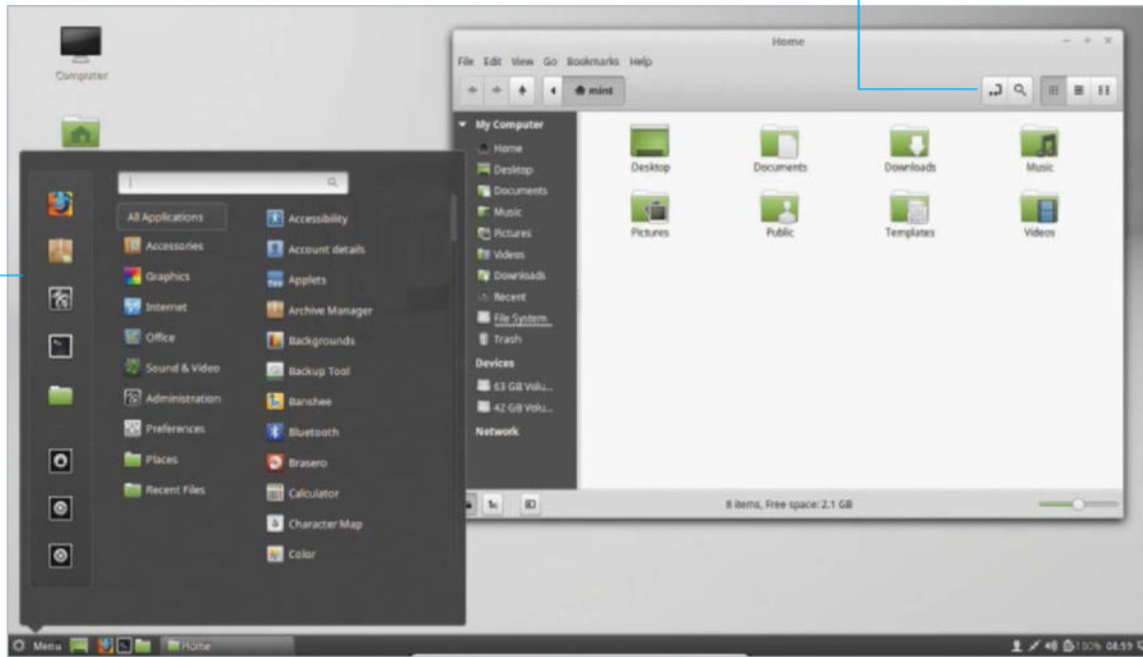 Computer
Home
File Edit View Go Bookmarks Help
mint
My Computer
Home
Desktop
Documents
Music
Pictures
Videos
Downloads
Recent
File System
Trash
Devices
63 GB Volu...
42 GB Volu...
Network
Desktop
Documents
Downloads
Music
Pictures
Public
Templates
Videos
8 items, Free space: 2.1 GB
All Applications
Accessories
Graphics
Internet
Office
Sound & Video
Administration
Preferences
Places
Recent Files
Accessibility
Account details
Applets
Archive Manager
Backgrounds
Backup Tool
Banshee
Bluetooth
Brasero
Calculator
Character Map
Color
Menu
Home
100% 08:59